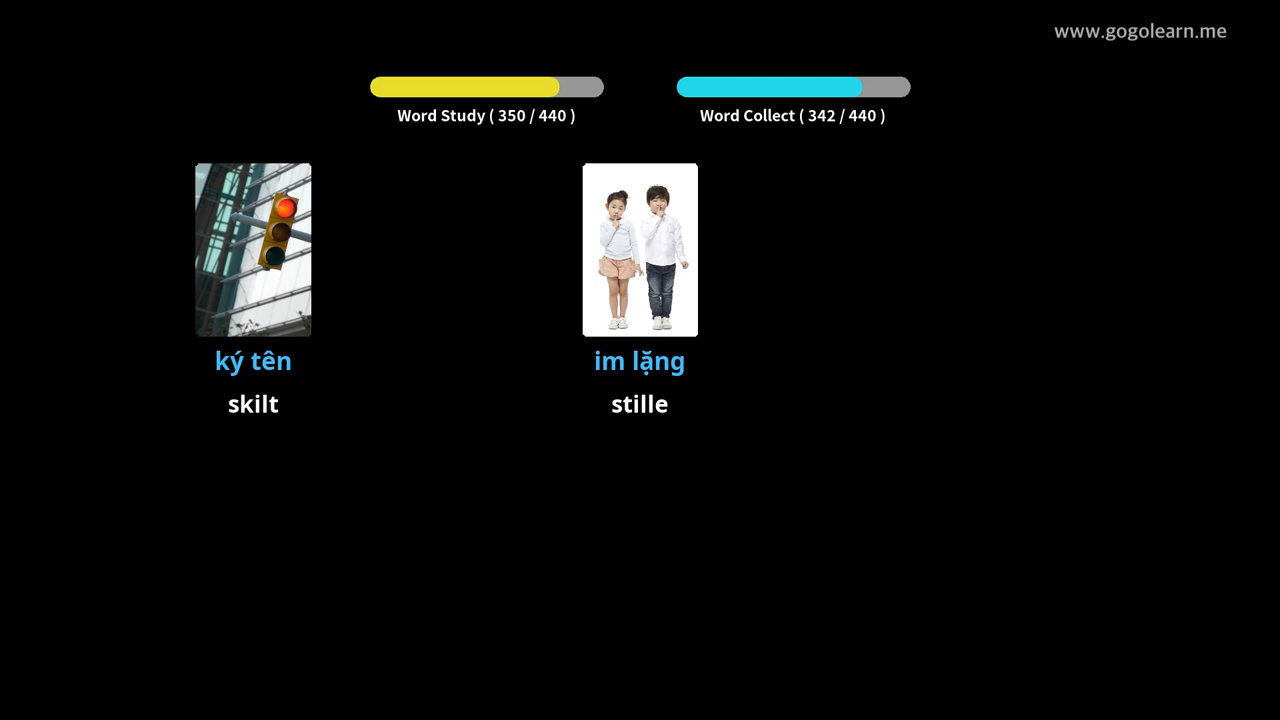 www.gogolearn.me
Word Study ( 350 / 440 )
Word Collect ( 342 / 440 )
ký tên
skilt
im lặng
stille